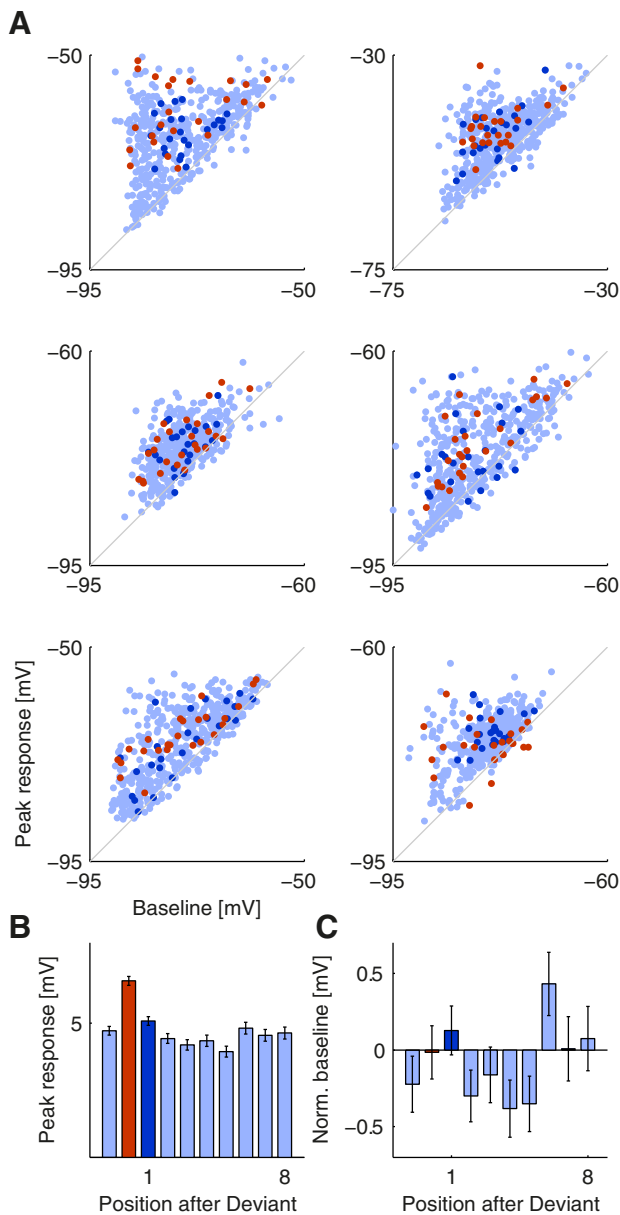 A
−50 −30
−95 −75
−95 −50 −75 −30
−60 −60
−95 −95
−95 −60 −95 −60
−50 −60
Peak response [mV]
−95 −95
−95 −50 −95 −60
Baseline [mV]
B C
Peak response [mV]
5
1 8
Position after Deviant
Norm. baseline [mV]
0.5
0
−0.5
1 8
Position after Deviant